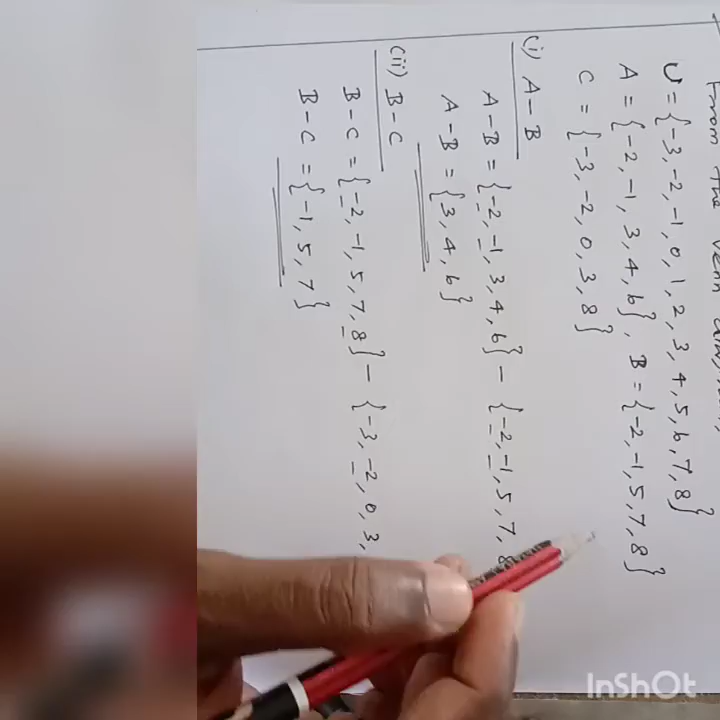 From the Venn
U = {-3, -2, -1, 0, 1, 2, 3, 4, 5, 6, 7, 8}
A = {-2, -1, 3, 4, 6}, B = {-2, -1, 5, 7, 8}
C = {-3, -2, 0, 3, 8}
(i) A - B
A - B = {-2, -1, 3, 4, 6} - {-2, -1, 5, 7, 8
A - B = {3, 4, 6}
(ii) B - C
B - C = {-2, -1, 5, 7, 8} - {-3, -2, 0, 3,
B - C = {-1, 5, 7}
InShOt